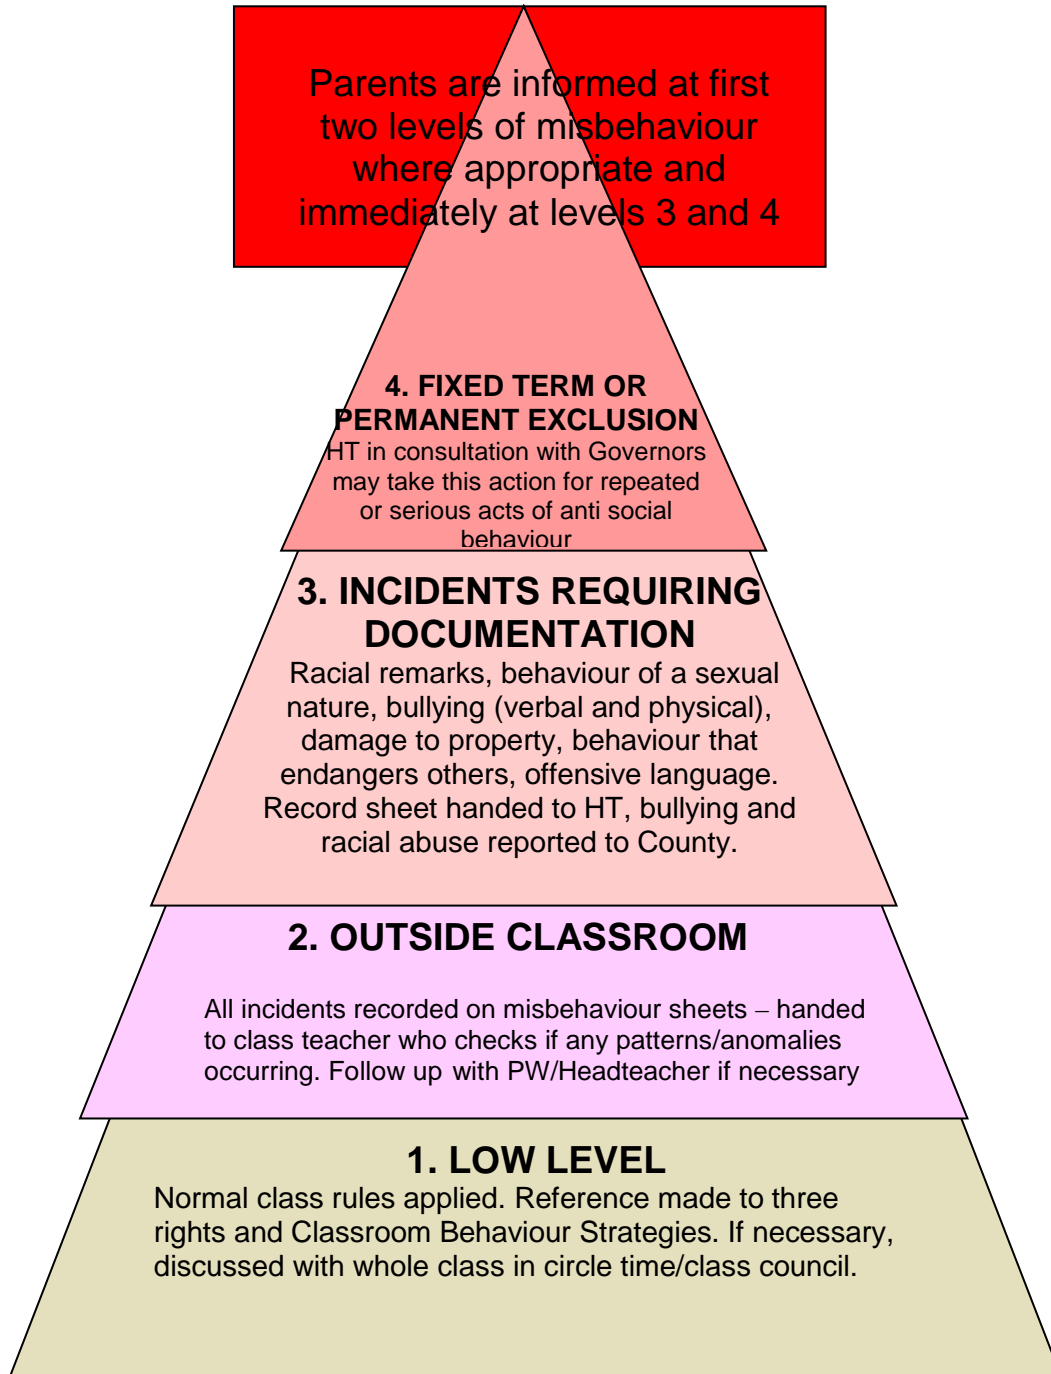 Parents are informed at first
two levels of misbehaviour
where appropriate and
immediately at levels 3 and 4
4. FIXED TERM OR
PERMANENT EXCLUSION
HT in consultation with Governors
may take this action for repeated
or serious acts of anti social
behaviour
3. INCIDENTS REQUIRING
DOCUMENTATION
Racial remarks, behaviour of a sexual
nature, bullying (verbal and physical),
damage to property, behaviour that
endangers others, offensive language.
Record sheet handed to HT, bullying and
racial abuse reported to County.
2. OUTSIDE CLASSROOM
All incidents recorded on misbehaviour sheets – handed
to class teacher who checks if any patterns/anomalies
occurring. Follow up with PW/Headteacher if necessary
1. LOW LEVEL
Normal class rules applied. Reference made to three
rights and Classroom Behaviour Strategies. If necessary,
discussed with whole class in circle time/class council.